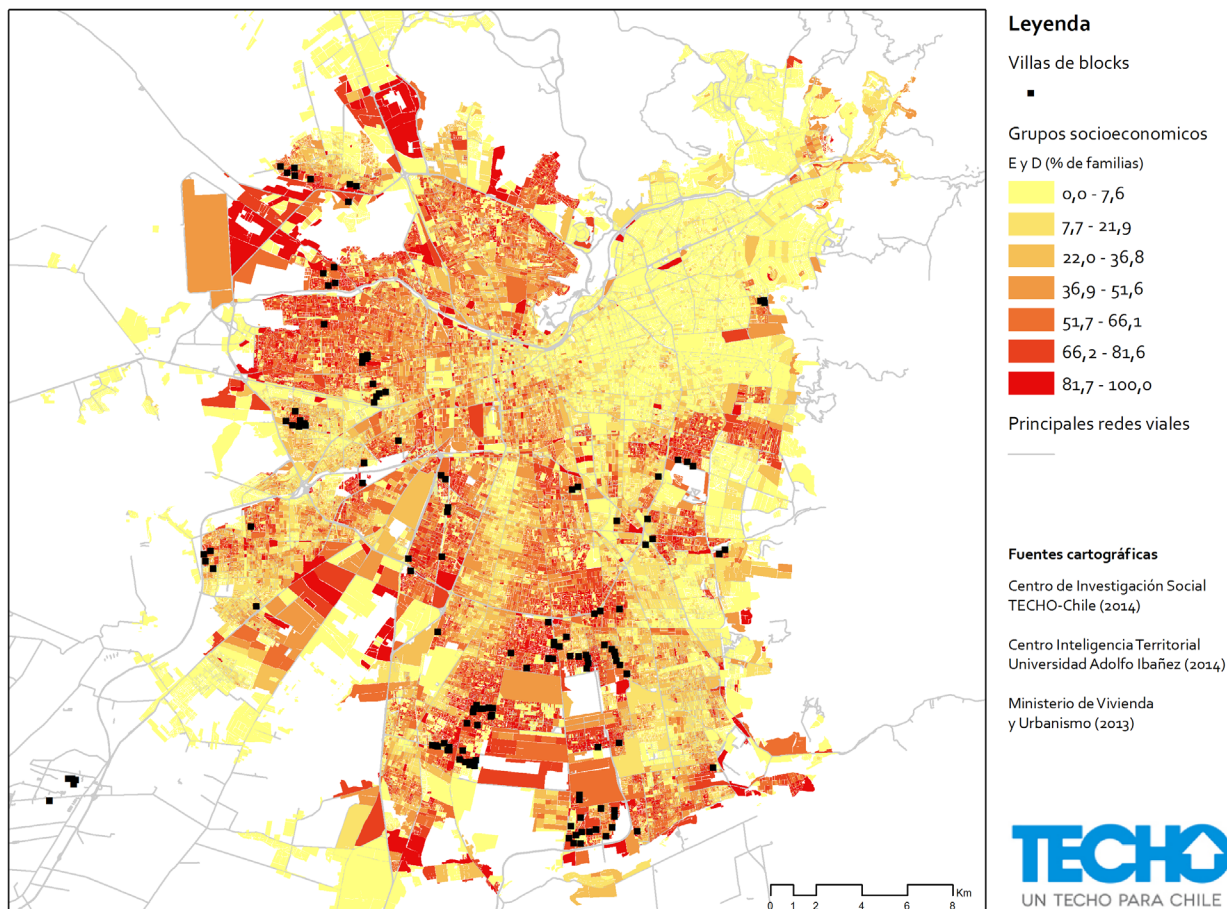 Leyenda
Villas de blocks
Grupos socioeconomicos
E y D (% de familias)
0,0 - 7,6
7,7 - 21,9
22,0 - 36,8
36,9 - 51,6
51,7 - 66,1
66,2 - 81,6
81,7 - 100,0
Principales redes viales
Fuentes cartográficas
Centro de Investigación Social
TECHO-Chile (2014)
Centro Inteligencia Territorial
Universidad Adolfo Ibañez (2014)
Ministerio de Vivienda
y Urbanismo (2013)
Km
0 1 2 4 6 8
TECHO
UN TECHO PARA CHILE